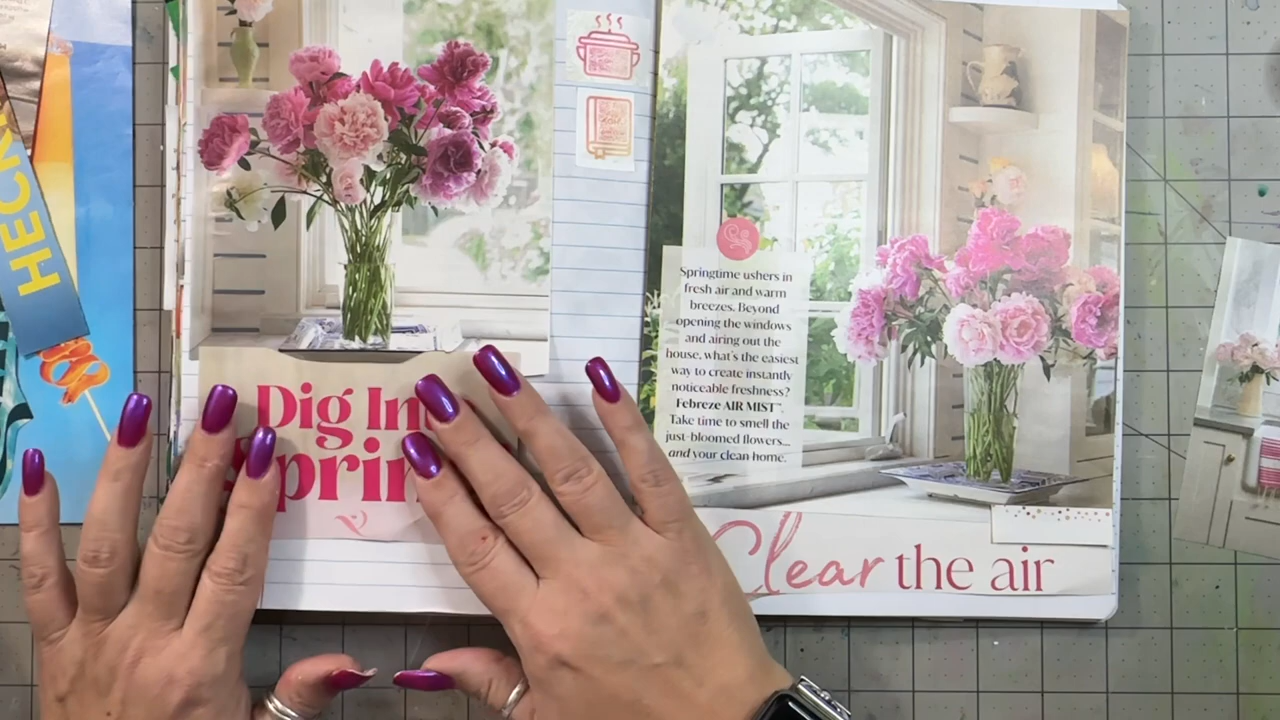 HECK
Dig Int
Sprin
Springtime ushers in
fresh air and warm
breezes. Beyond
opening the windows
and airing out the
house, what's the easiest
way to create instantly
noticeable freshness?
Febreze AIR MIST™.
Take time to smell the
just-bloomed flowers...
and your clean home.
Clear the air